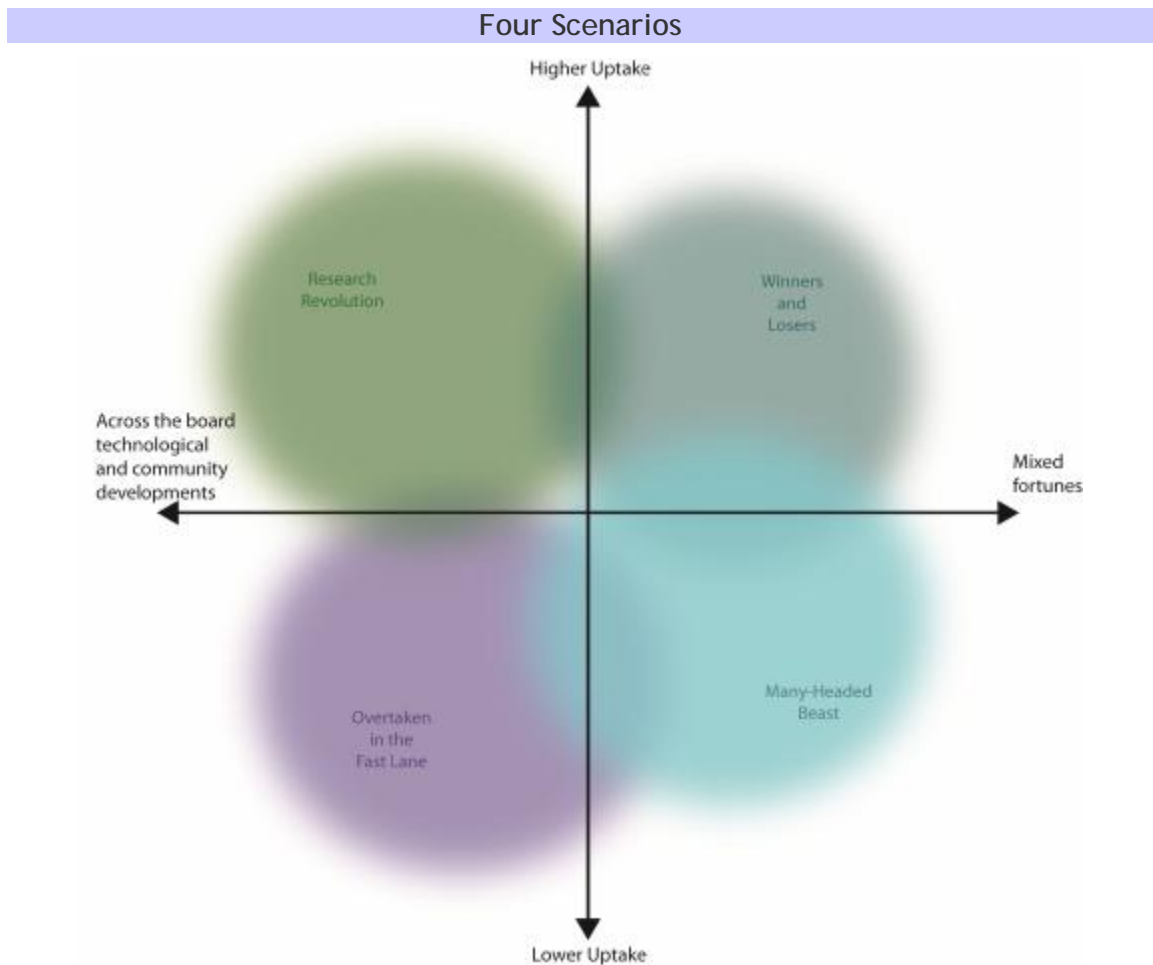 Four Scenarios
Higher Uptake
Research
Revolution
Winners
and
Losers
Across the board
technological
and community
developments
Mixed
fortunes
Many-Headed
Beast
Overtaken
in the
Fast Lane
Lower Uptake